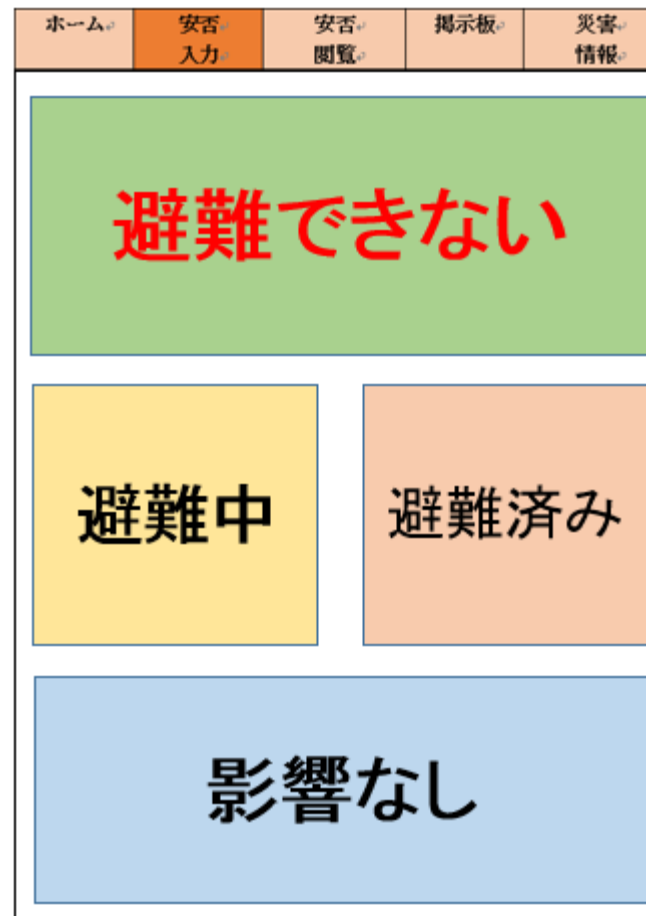 ホーム 安否 安否 掲示板 災害
入力 閲覧 情報
避難できない
避難中 避難済み
影響なし